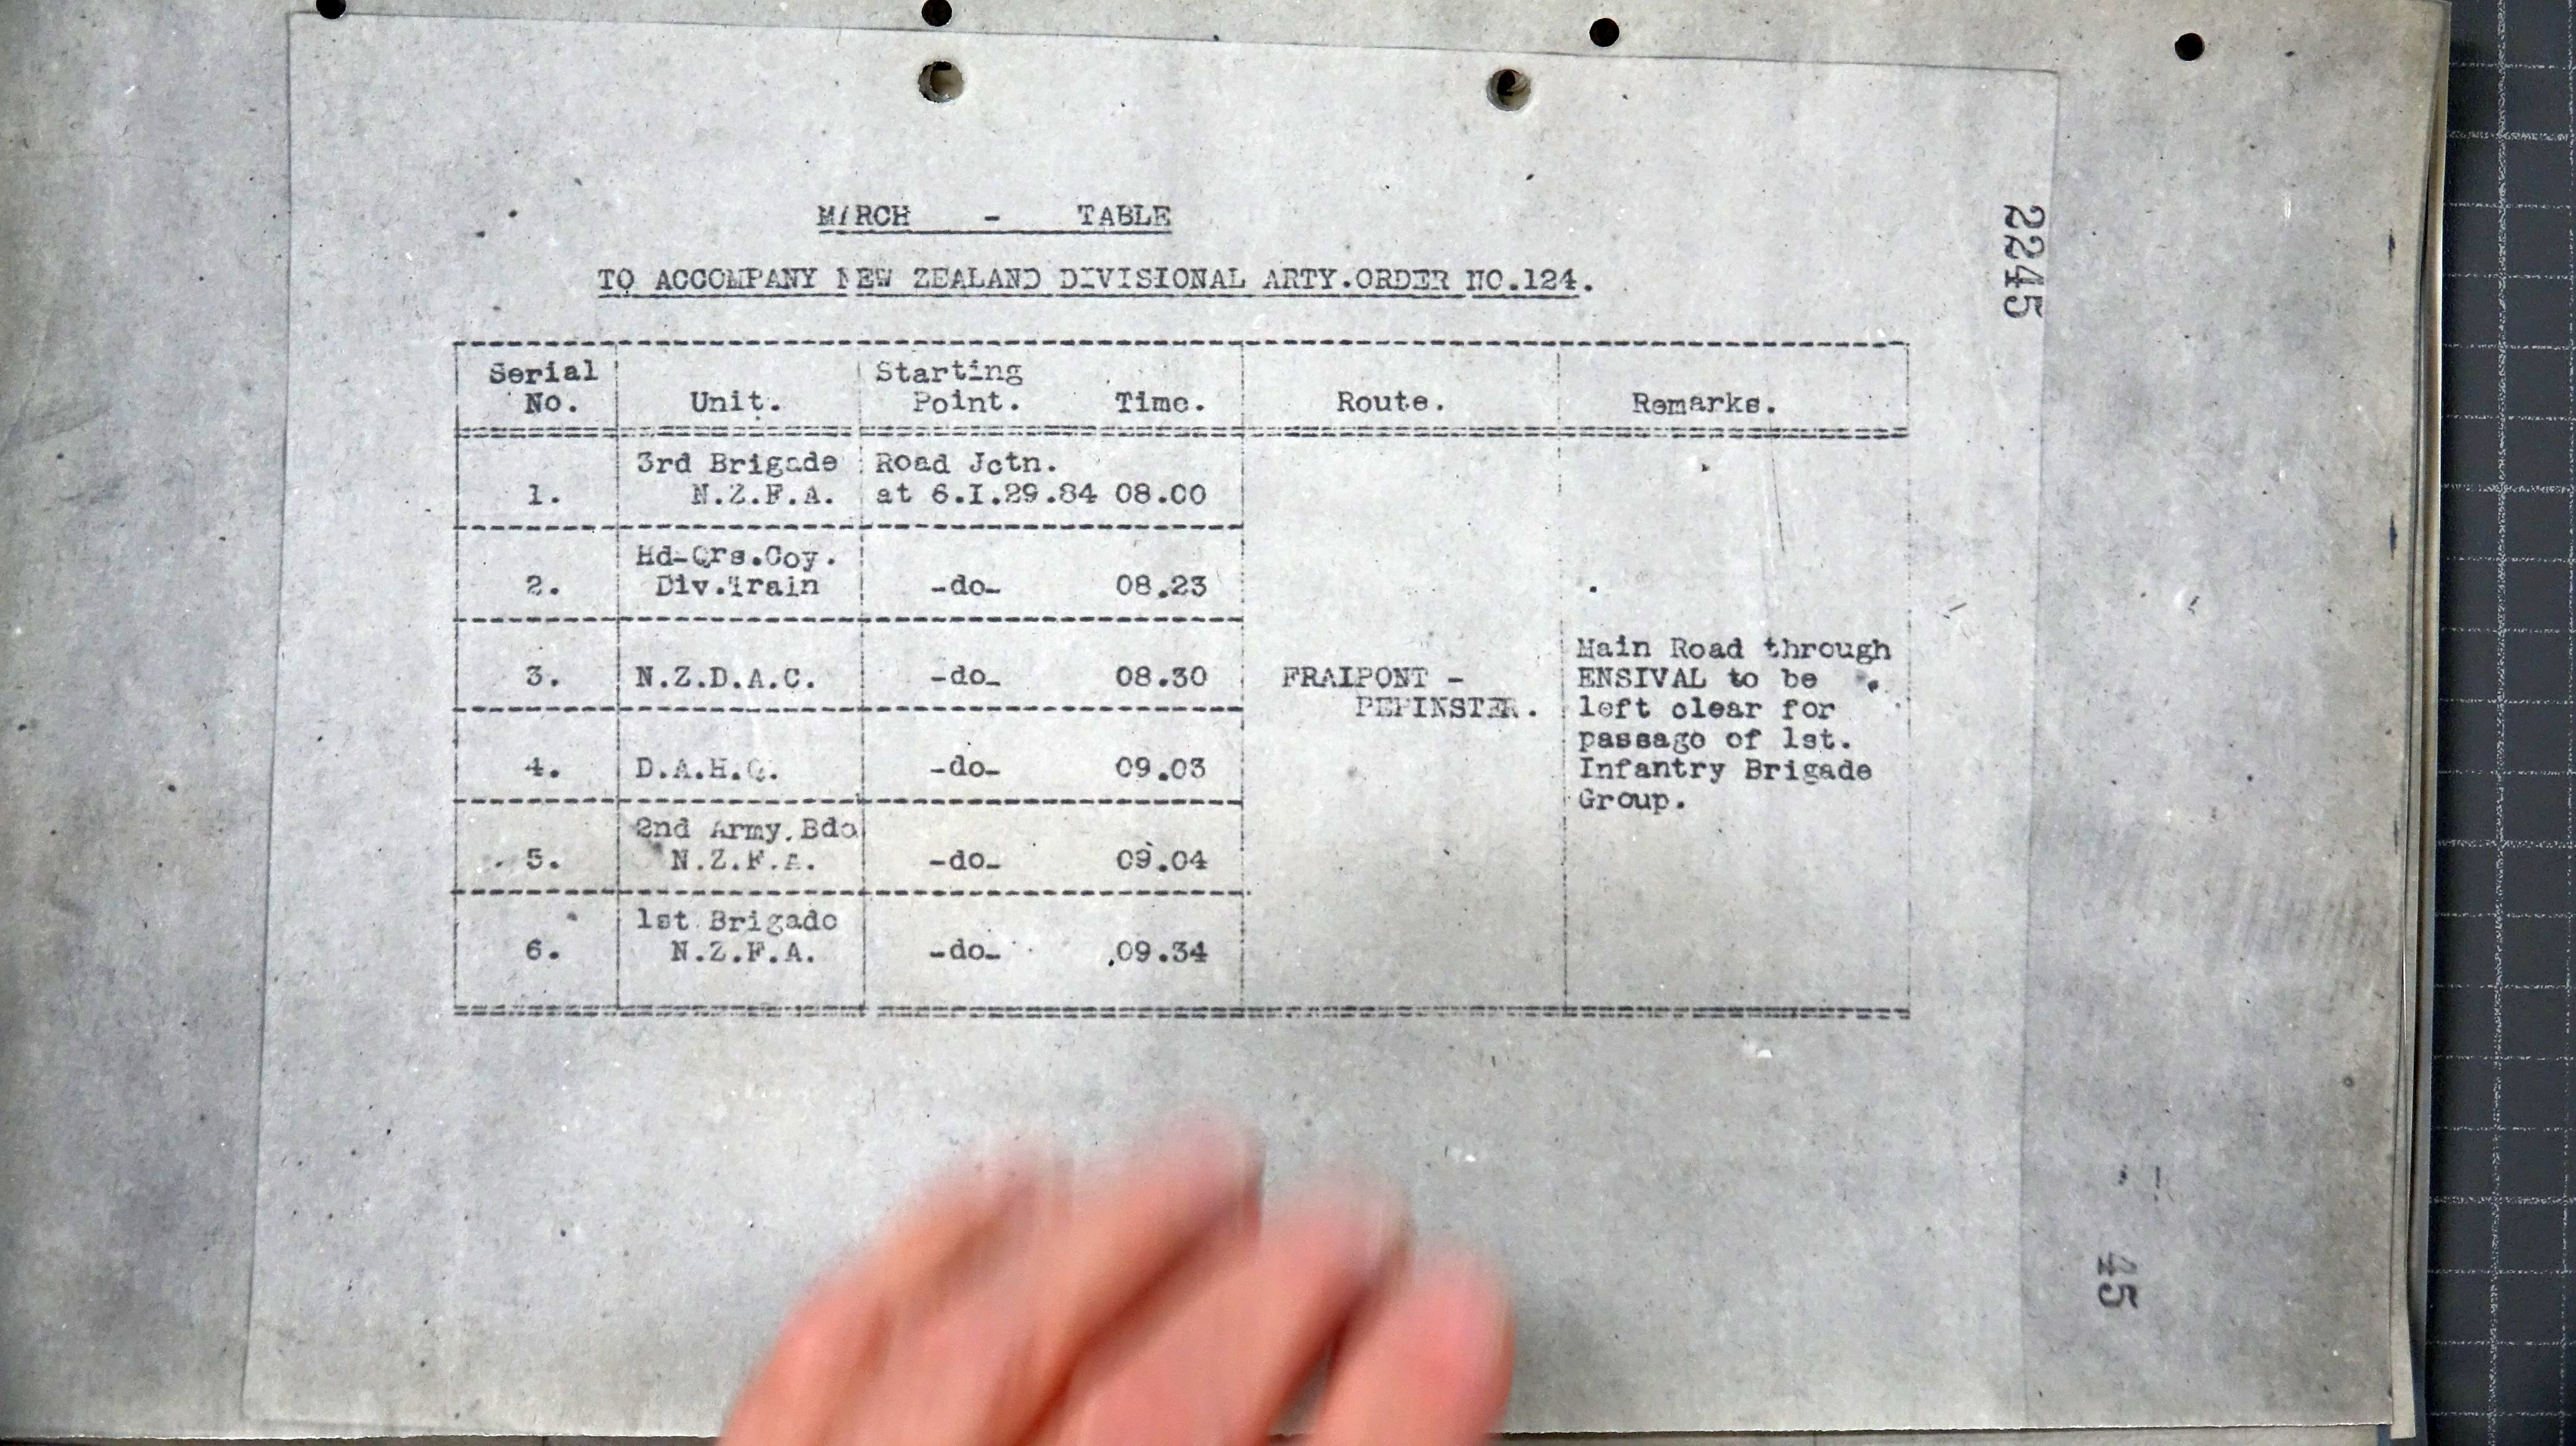 MARCH - TABLE
TO ACCOMPANY NEW ZEALAND DIVISIONAL ARTY.ORDER NO.124.
2245
Serial No. Unit. Starting Point. Time. Route. Remarks.
1. 3rd Brigade N.Z.F.A. Road Jctn. at 6.I.29.84 08.00
2. Hd-Qrs.Coy. Div.Train -do- 08.23
3. N.Z.D.A.C. -do- 08.30
4. D.A.H.Q. -do- 09.03
5. 2nd Army.Bde N.Z.F.A. -do- 09.04
6. 1st Brigade N.Z.F.A. -do- 09.34
FRAIPONT -
PEPINSTER.
Main Road through
ENSIVAL to be
left clear for
passage of 1st.
Infantry Brigade
Group.
45